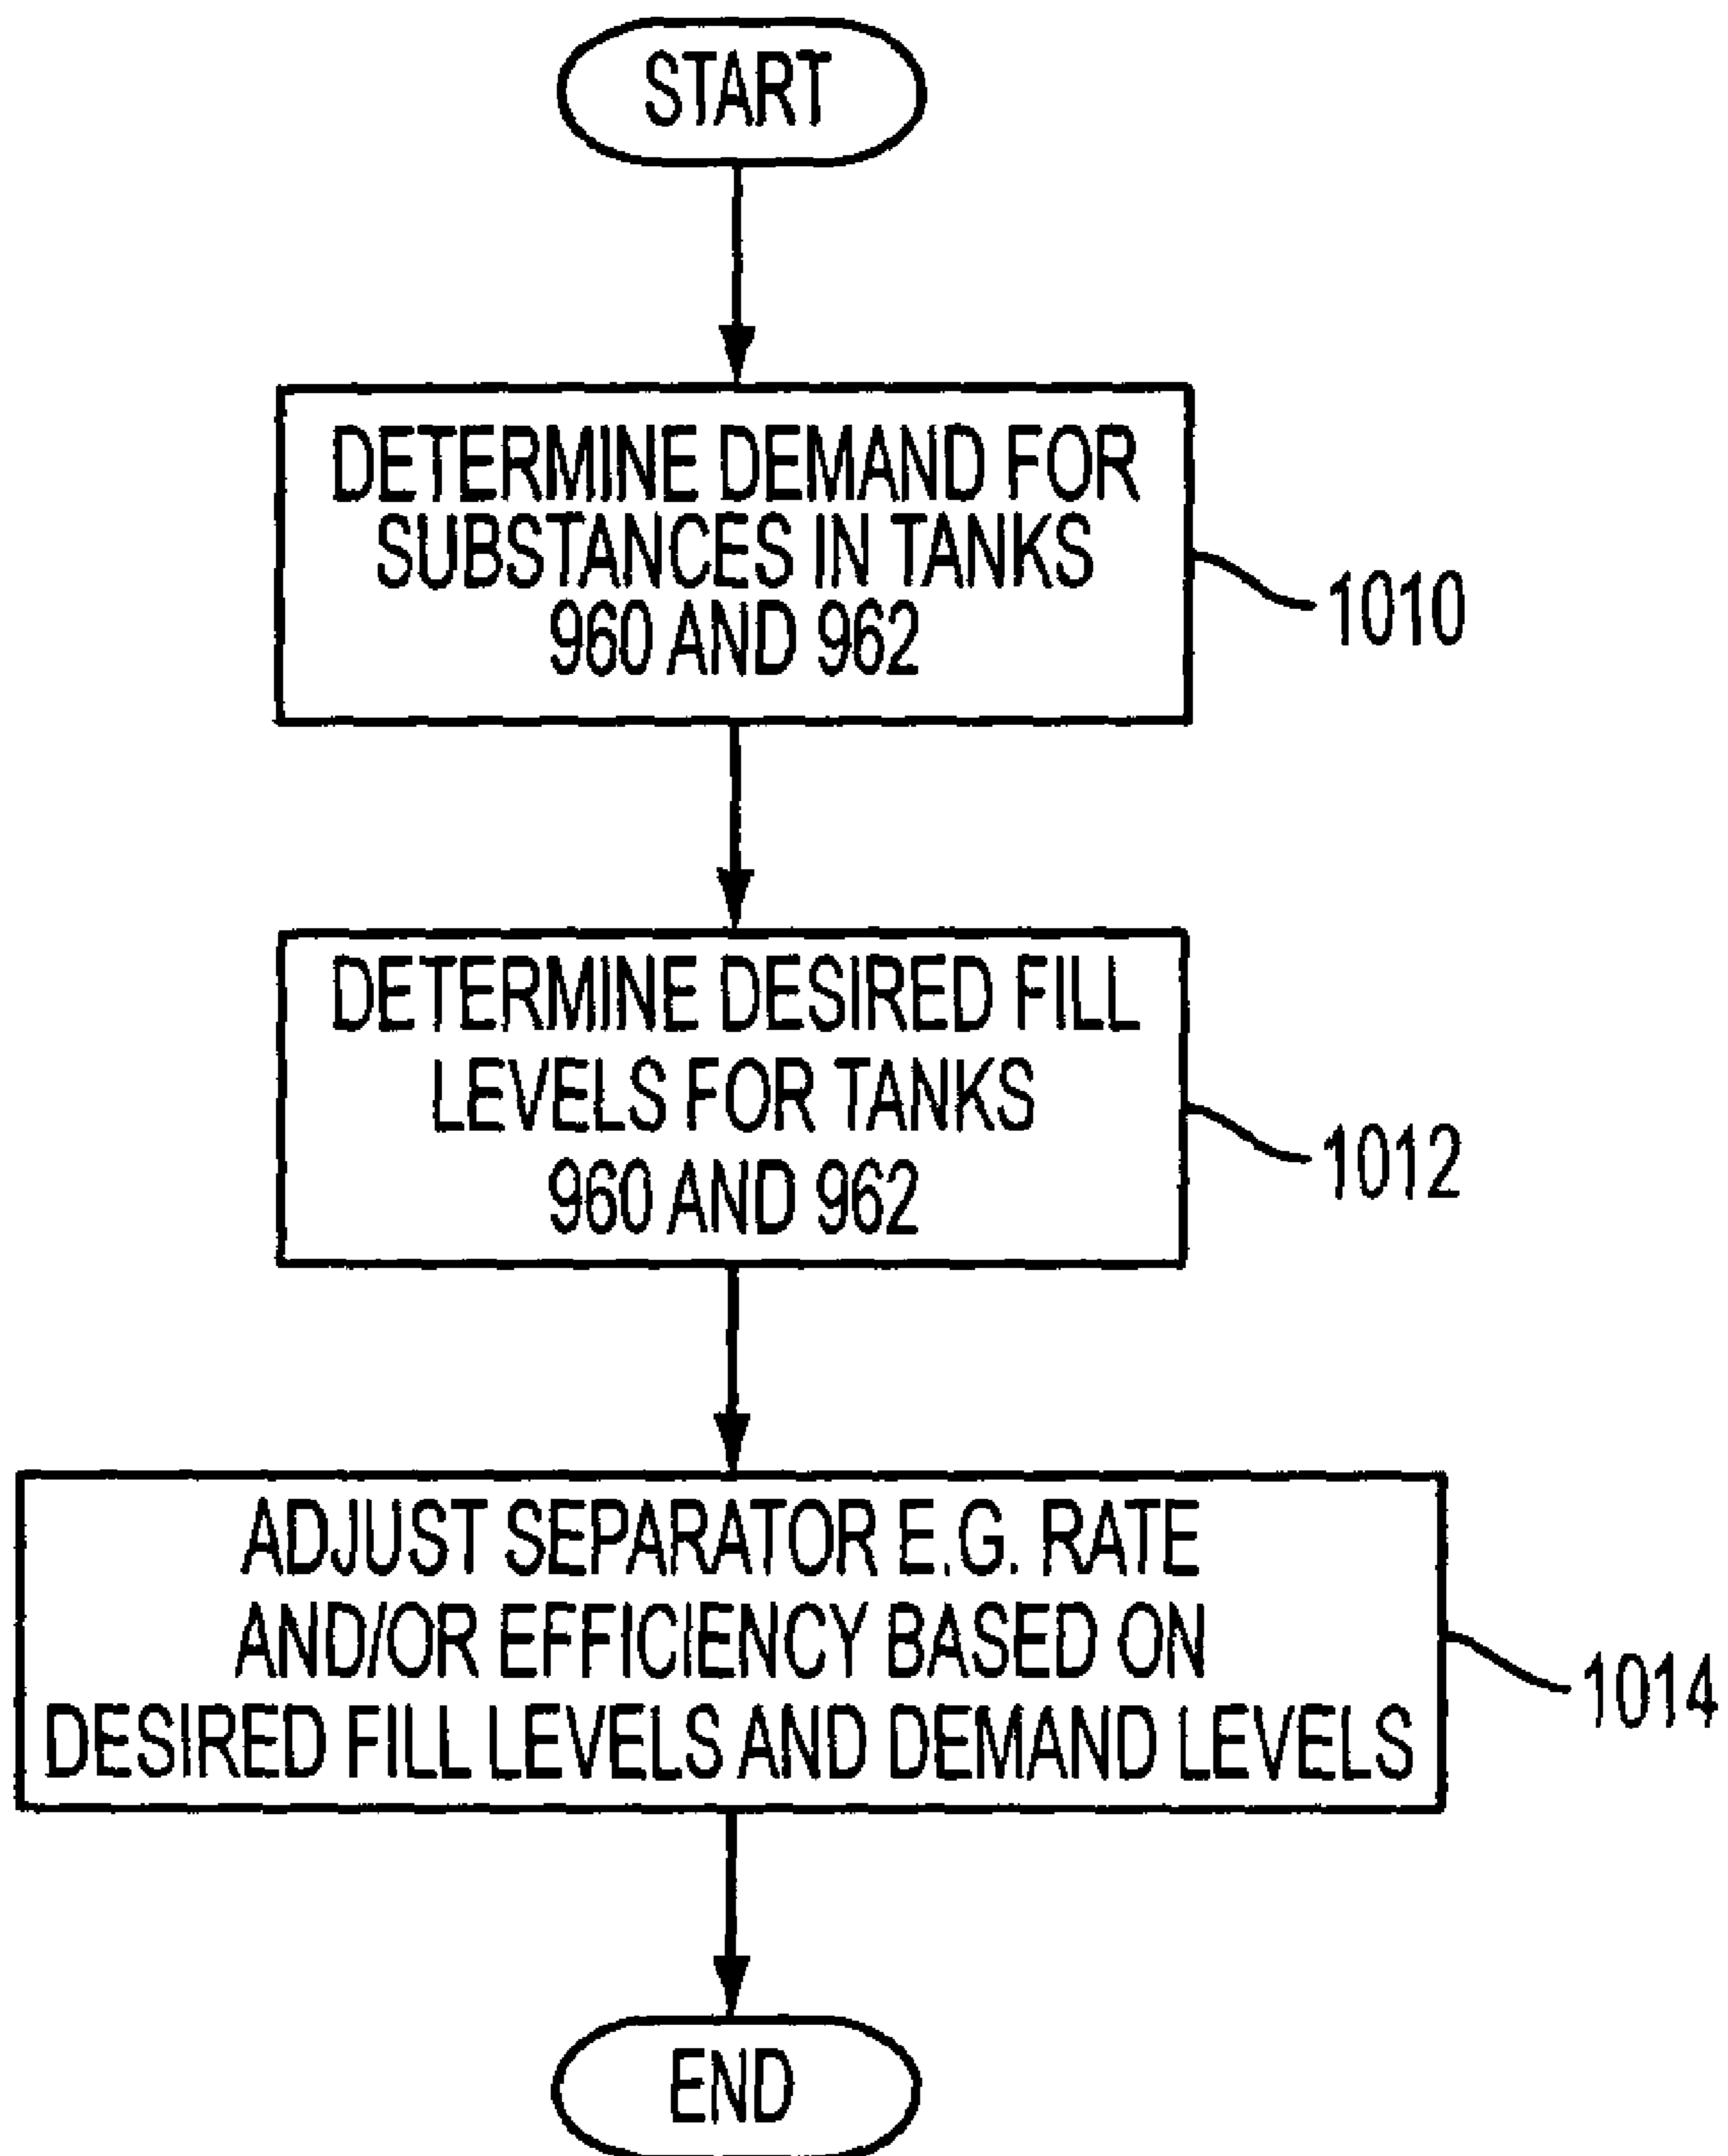 START
DETERMINE DEMAND FOR
SUBSTANCES IN TANKS
960 AND 962
1010
DETERMINE DESIRED FILL
LEVELS FOR TANKS
960 AND 962
1012
ADJUST SEPARATOR E.G. RATE
AND/OR EFFICIENCY BASED ON
DESIRED FILL LEVELS AND DEMAND LEVELS
1014
END